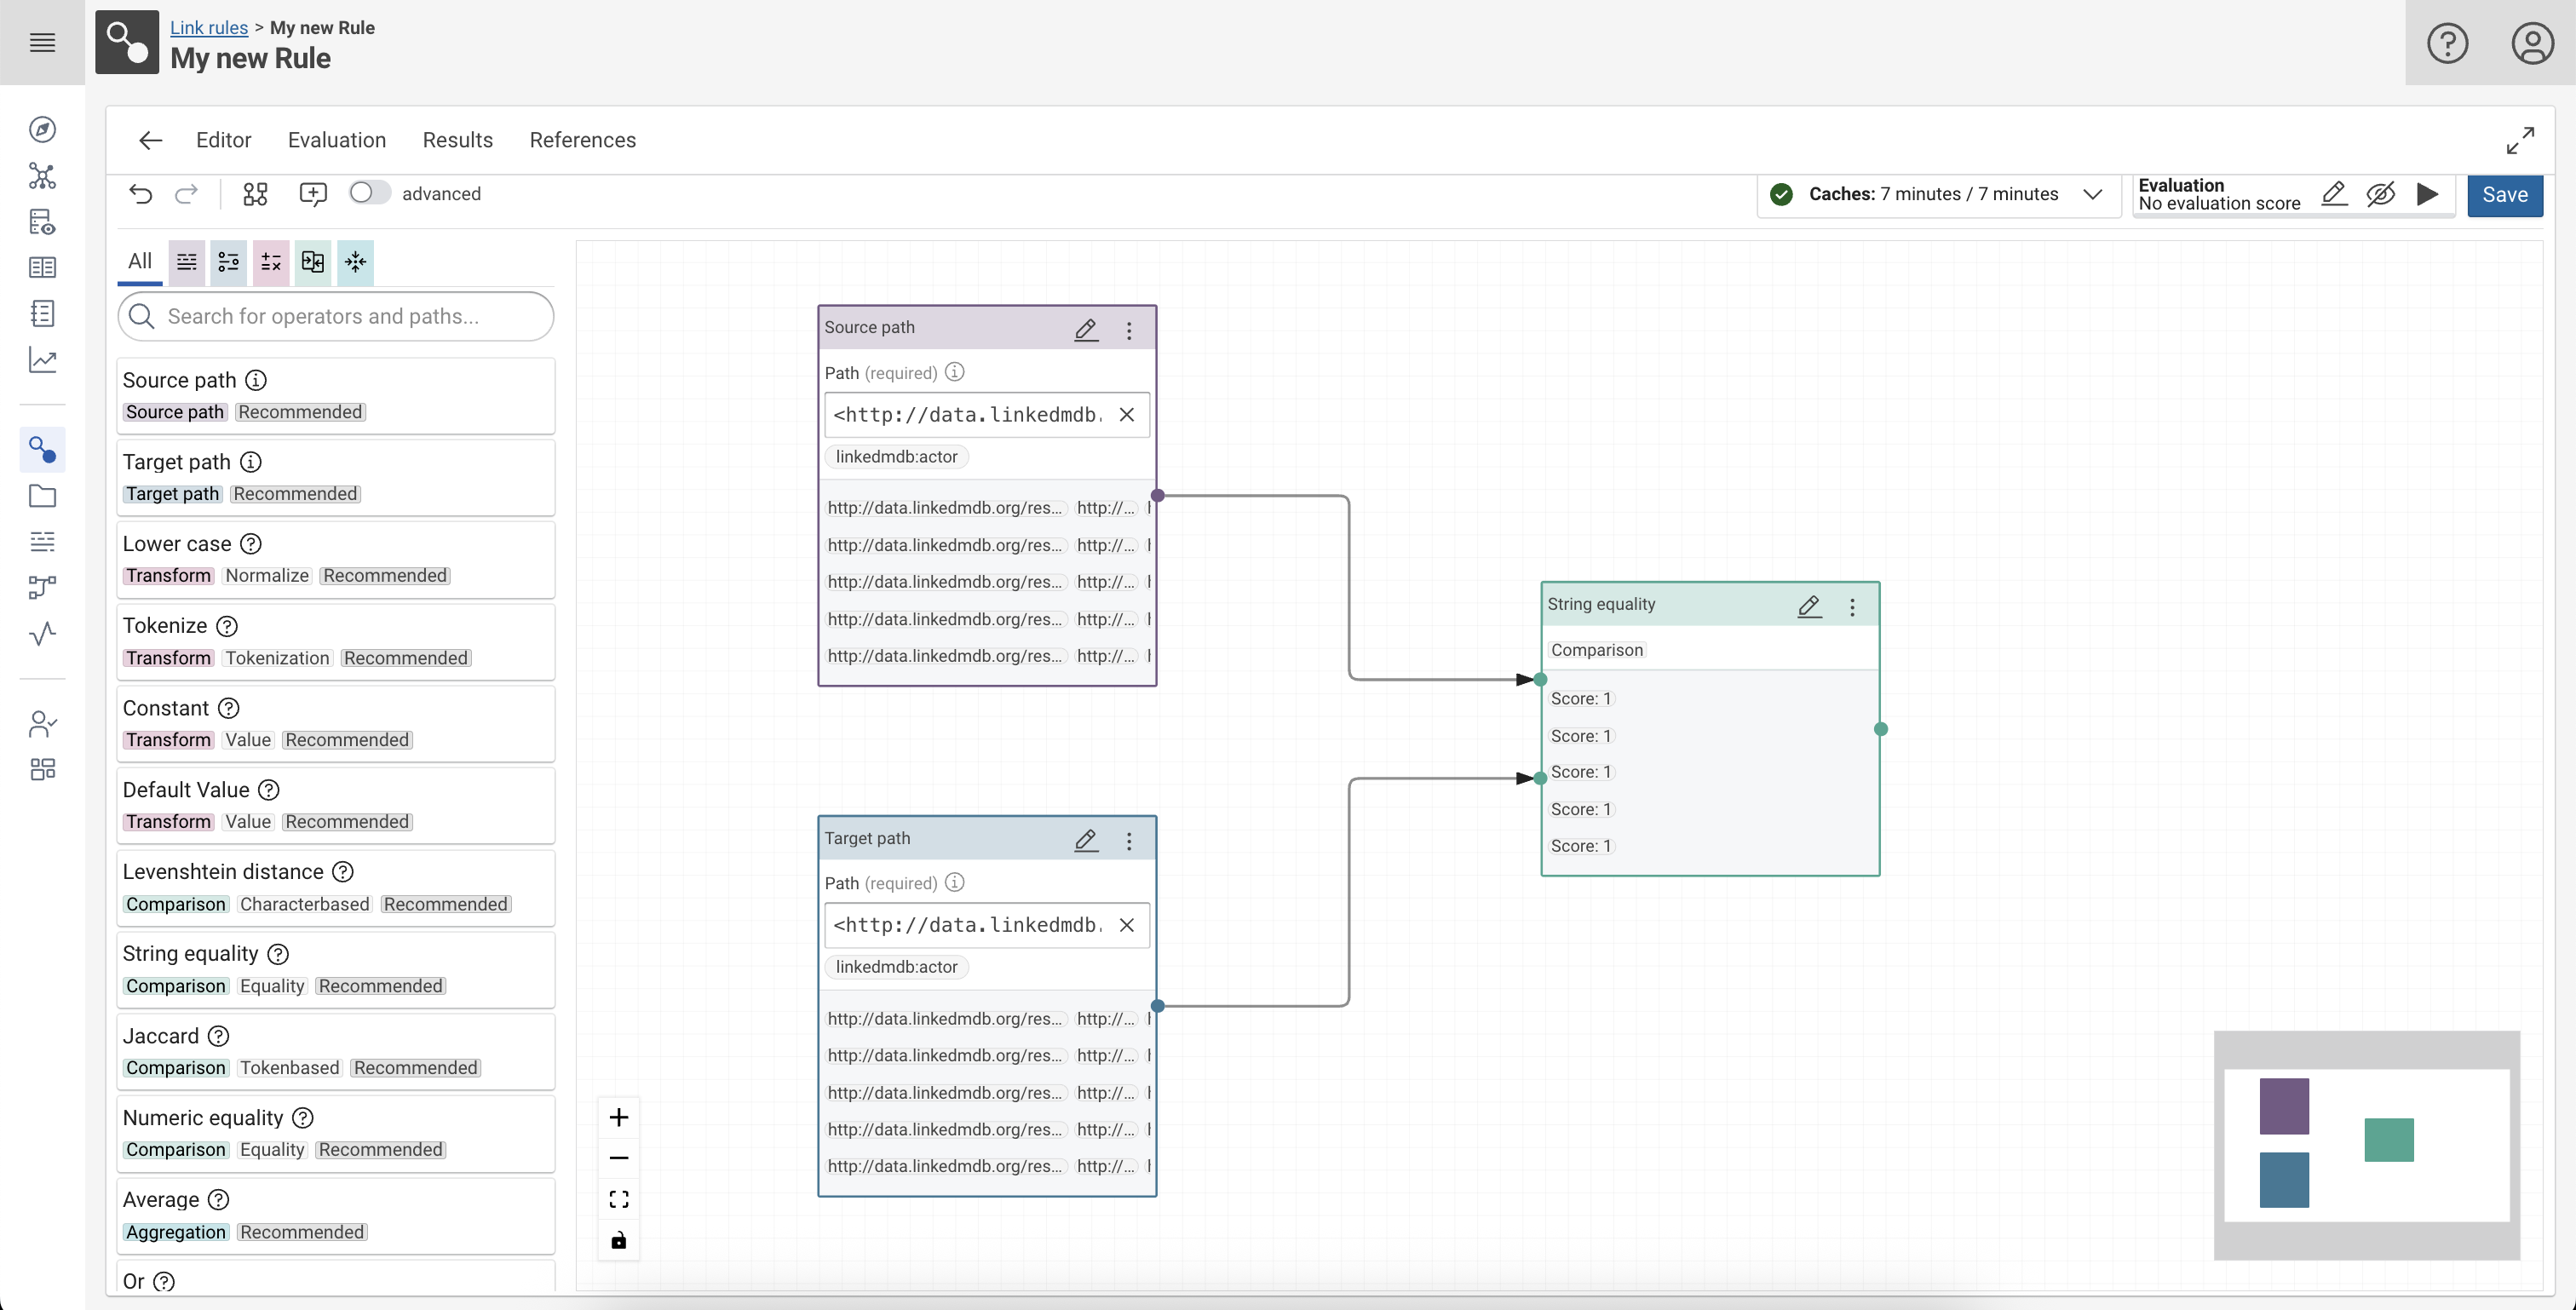 Link rules > My new Rule
My new Rule
Editor Evaluation Results References
advanced
Caches: 7 minutes / 7 minutes
Evaluation
No evaluation score
Save
All
Search for operators and paths...
Source path
Source path Recommended
Target path
Target path Recommended
Lower case
Transform Normalize Recommended
Tokenize
Transform Tokenization Recommended
Constant
Transform Value Recommended
Default Value
Transform Value Recommended
Levenshtein distance
Comparison Characterbased Recommended
String equality
Comparison Equality Recommended
Jaccard
Comparison Tokenbased Recommended
Numeric equality
Comparison Equality Recommended
Average
Aggregation Recommended
Or
Source path
Path (required)
<http://data.linkedmdb.
linkedmdb:actor
http://data.linkedmdb.org/res... http://...
http://data.linkedmdb.org/res... http://...
http://data.linkedmdb.org/res... http://...
http://data.linkedmdb.org/res... http://...
http://data.linkedmdb.org/res... http://...
Target path
Path (required)
<http://data.linkedmdb.
linkedmdb:actor
http://data.linkedmdb.org/res... http://...
http://data.linkedmdb.org/res... http://...
http://data.linkedmdb.org/res... http://...
http://data.linkedmdb.org/res... http://...
http://data.linkedmdb.org/res... http://...
String equality
Comparison
Score: 1
Score: 1
Score: 1
Score: 1
Score: 1